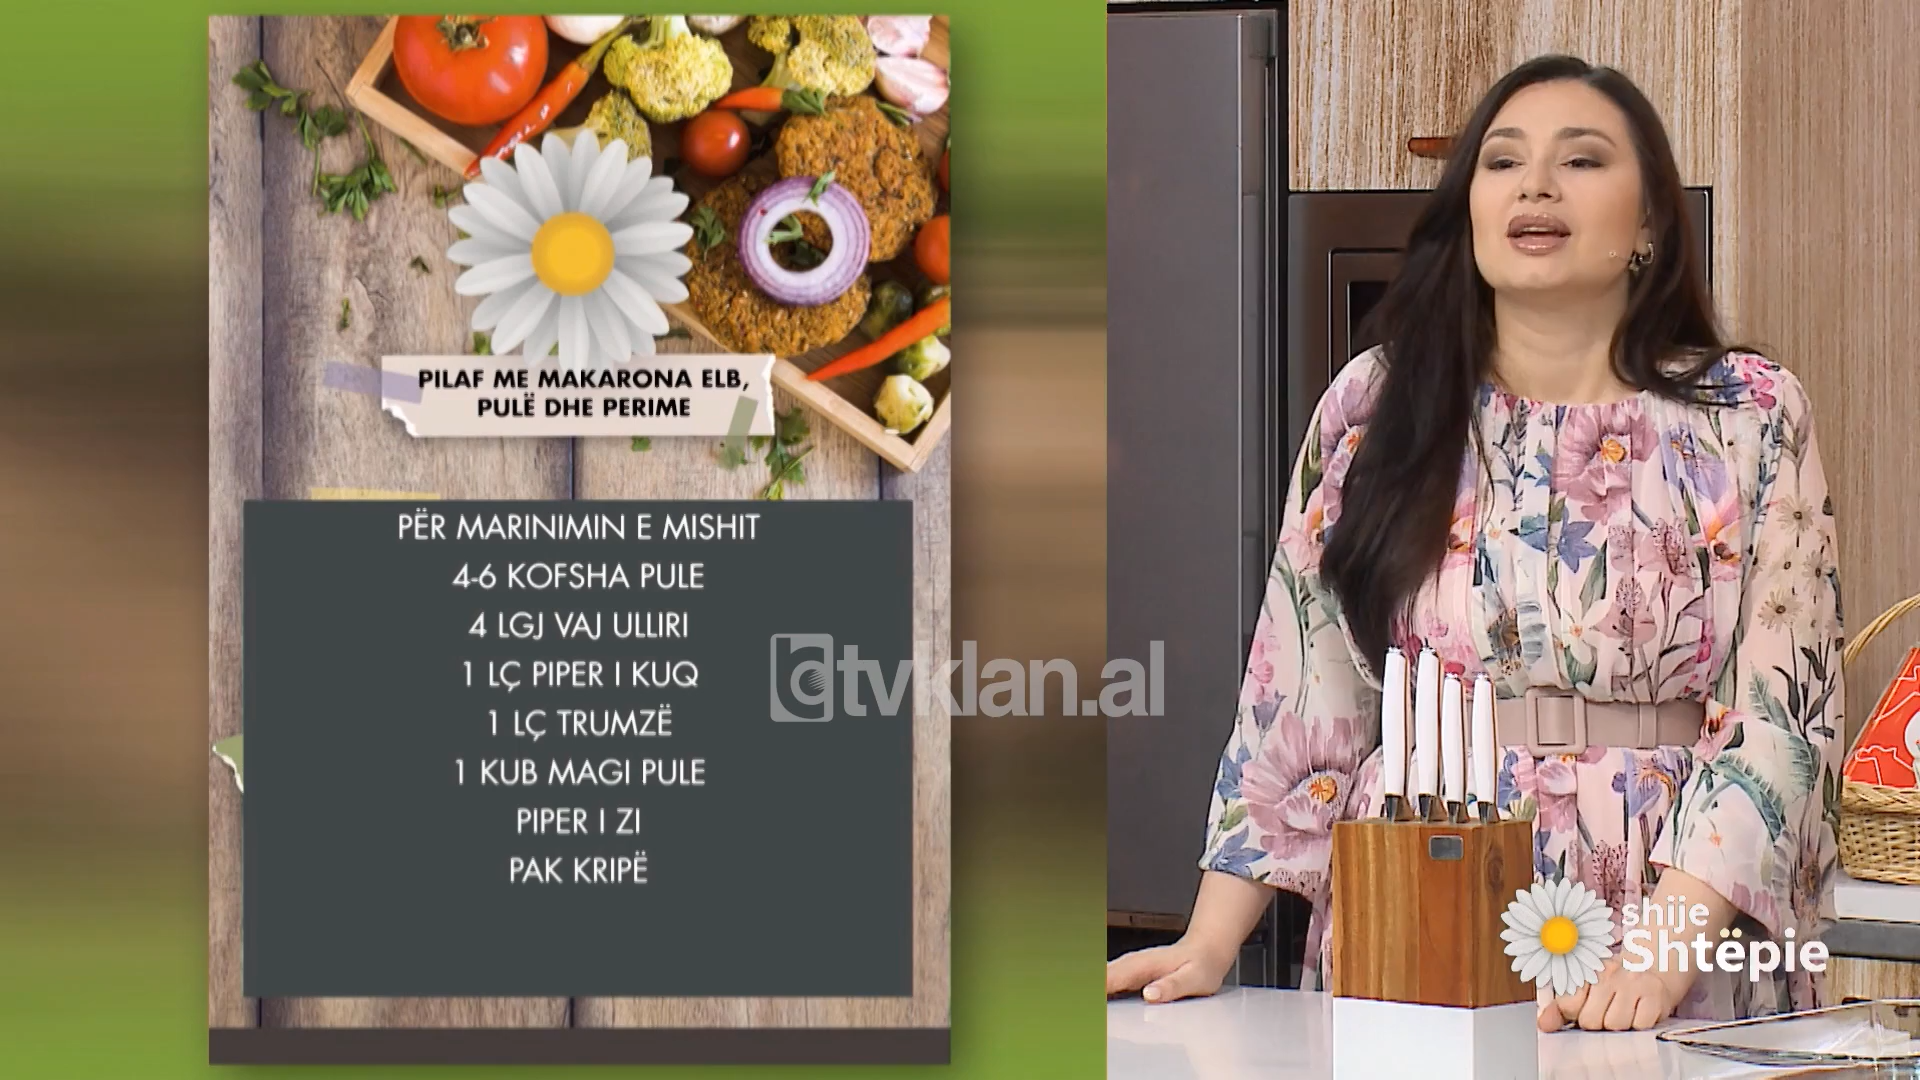 PILAF ME MAKARONA ELB,
PULË DHE PERIME
PËR MARINIMIN E MISHIT
4-6 KOFSHA PULE
4 LGJ VAJ ULLIRI
1 LÇ PIPER I KUQ
1 LÇ TRUMZË
1 KUB MAGI PULE
PIPER I ZI
PAK KRIPË
tvklan.al
shije
Shtëpie